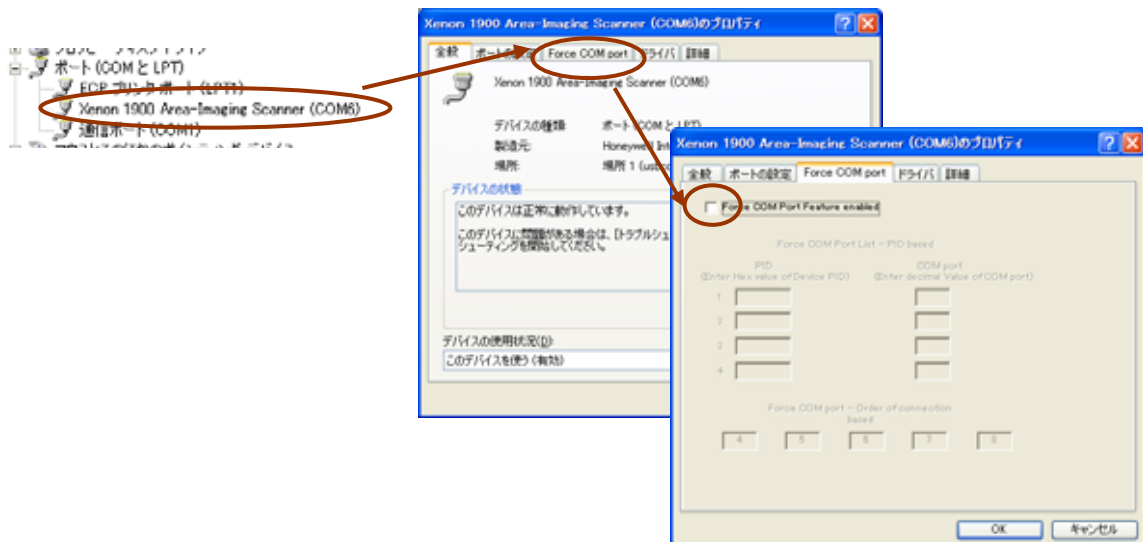 ポート (COM と LPT)
ECP プリンタ ポート (LPT1)
Xenon 1900 Area-Imaging Scanner (COM6)
通信ポート (COM1)
Xenon 1900 Area-Imaging Scanner (COM6)のプロパティ
全般 ポートの設定 Force COM port ドライバ 詳細
Xenon 1900 Area-Imaging Scanner (COM6)
デバイスの種類: ポート (COM と LPT)
製造元: Honeywell
場所: 場所 1
デバイスの状態
このデバイスは正常に動作しています。
このデバイスに問題がある場合は、[トラブルシュ
シューティングを開始してください。
デバイスの使用状況(D):
このデバイスを使う (有効)
Xenon 1900 Area-Imaging Scanner (COM6)のプロパティ
全般 ポートの設定 Force COM port ドライバ 詳細
Force COM Port Feature enabled
Force COM Port List - PID based
PID COM port
(Enter Hex value of Device PID) (Enter decimal Value of COM port)
1
2
3
4
Force COM port - Order of connection
based
4 5 6 7 8
OK キャンセル